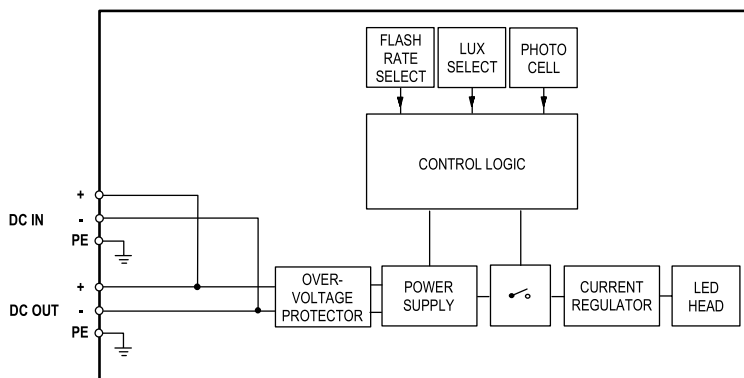 FLASH
RATE
SELECT
LUX
SELECT
PHOTO
CELL
CONTROL LOGIC
+
DC IN -
PE
+
DC OUT -
PE
OVER-
VOLTAGE
PROTECTOR
POWER
SUPPLY
CURRENT
REGULATOR
LED
HEAD